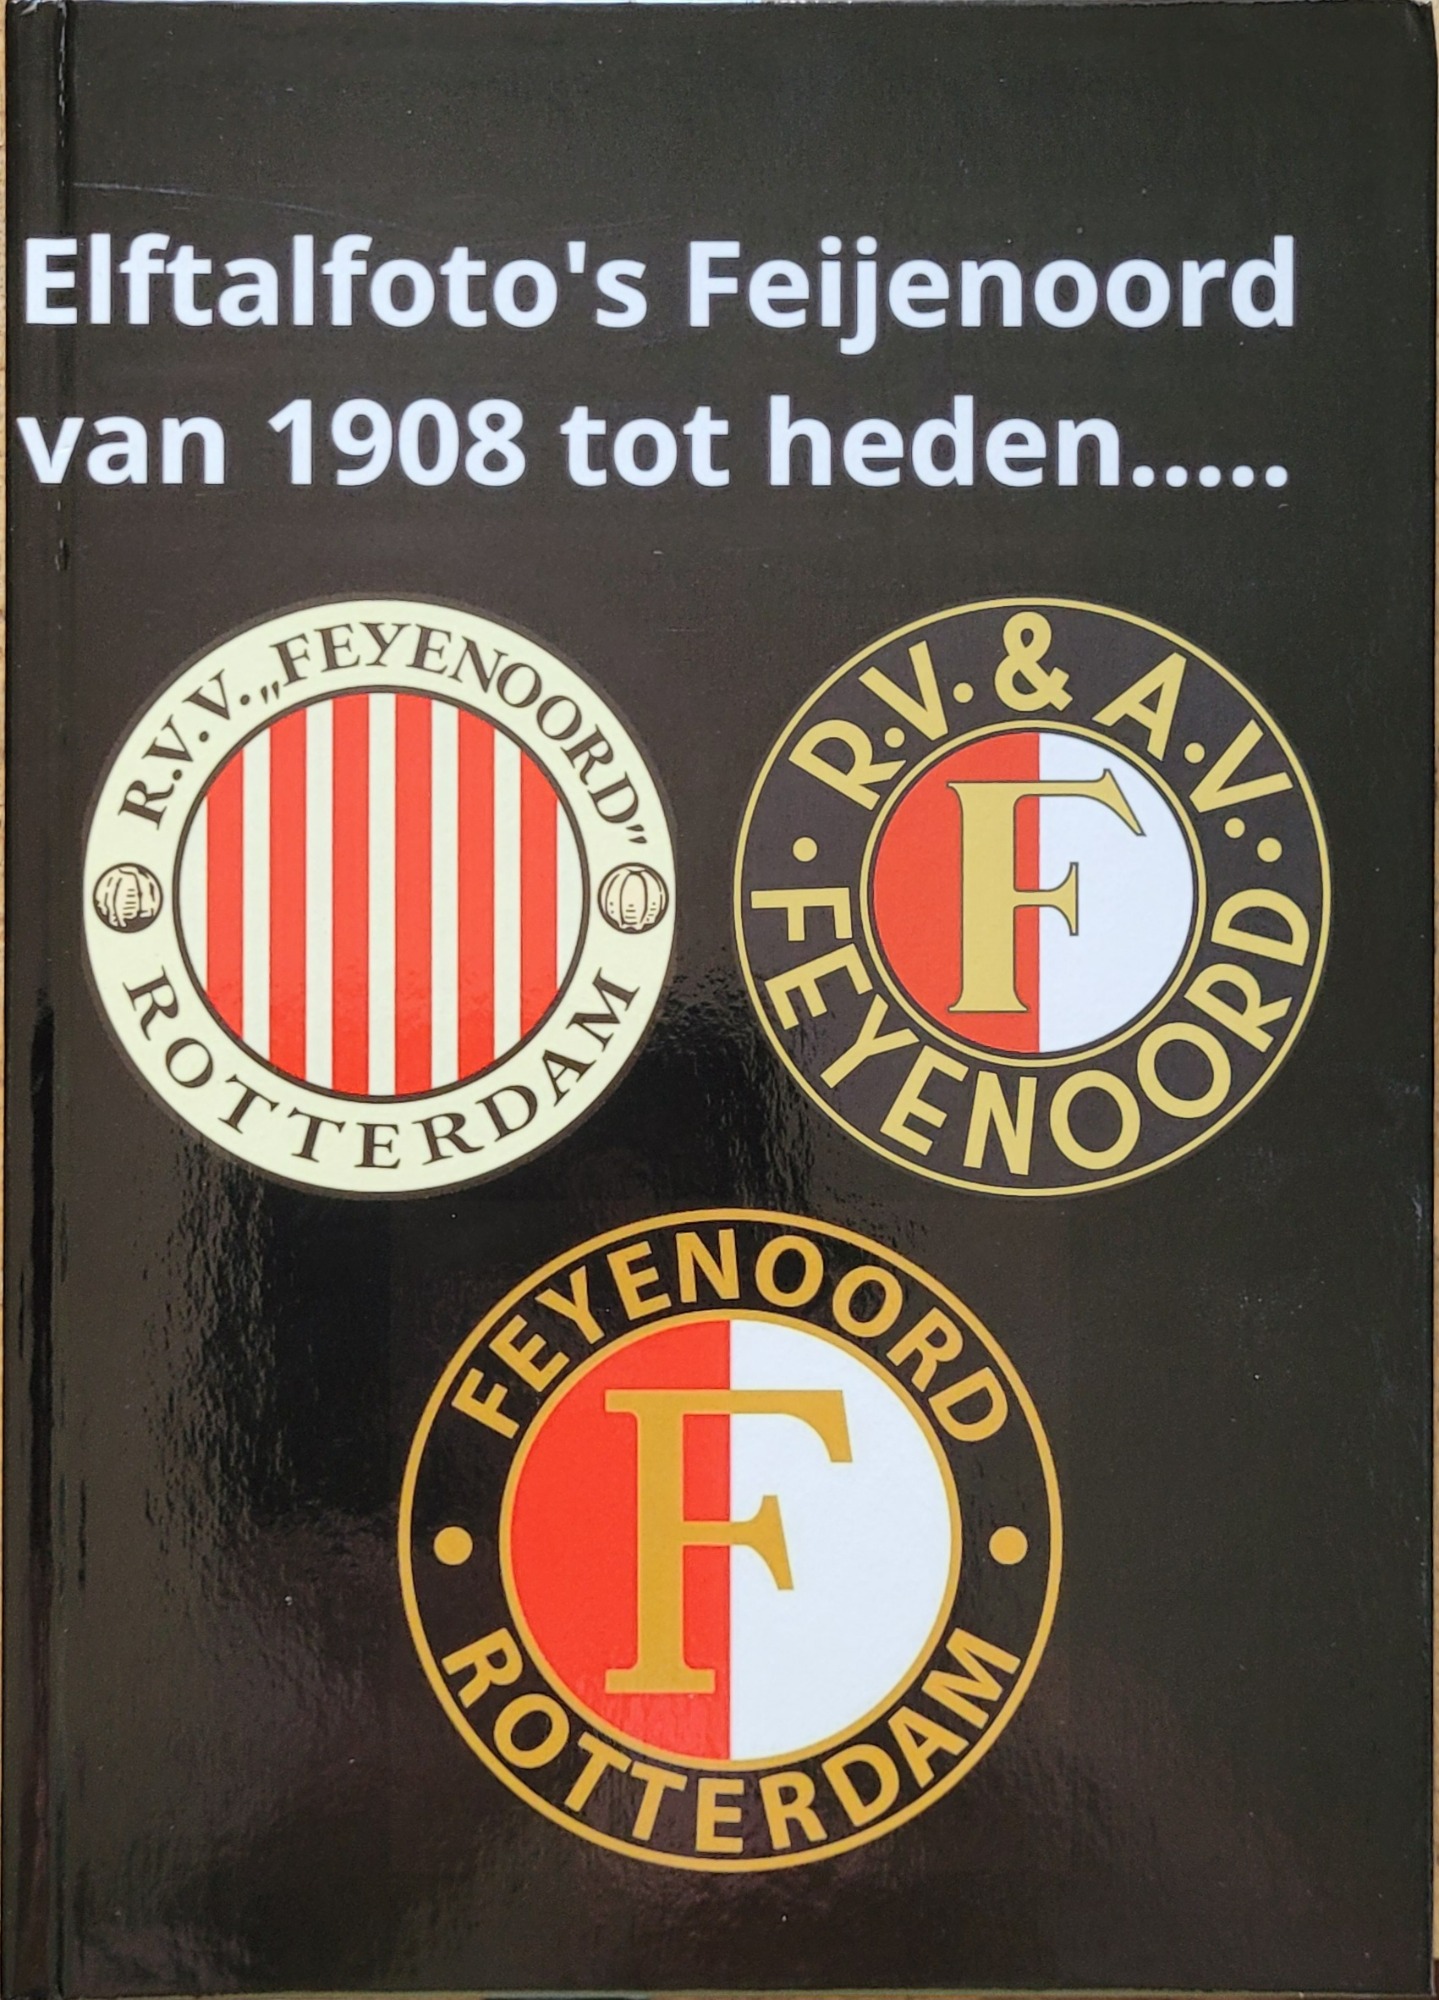 Elftalfoto's Feijenoord
van 1908 tot heden.....
R.V.V. „FEYENOORD”
ROTTERDAM
R.V. & A.V.
FEYENOORD
F
FEYENOORD
F
ROTTERDAM